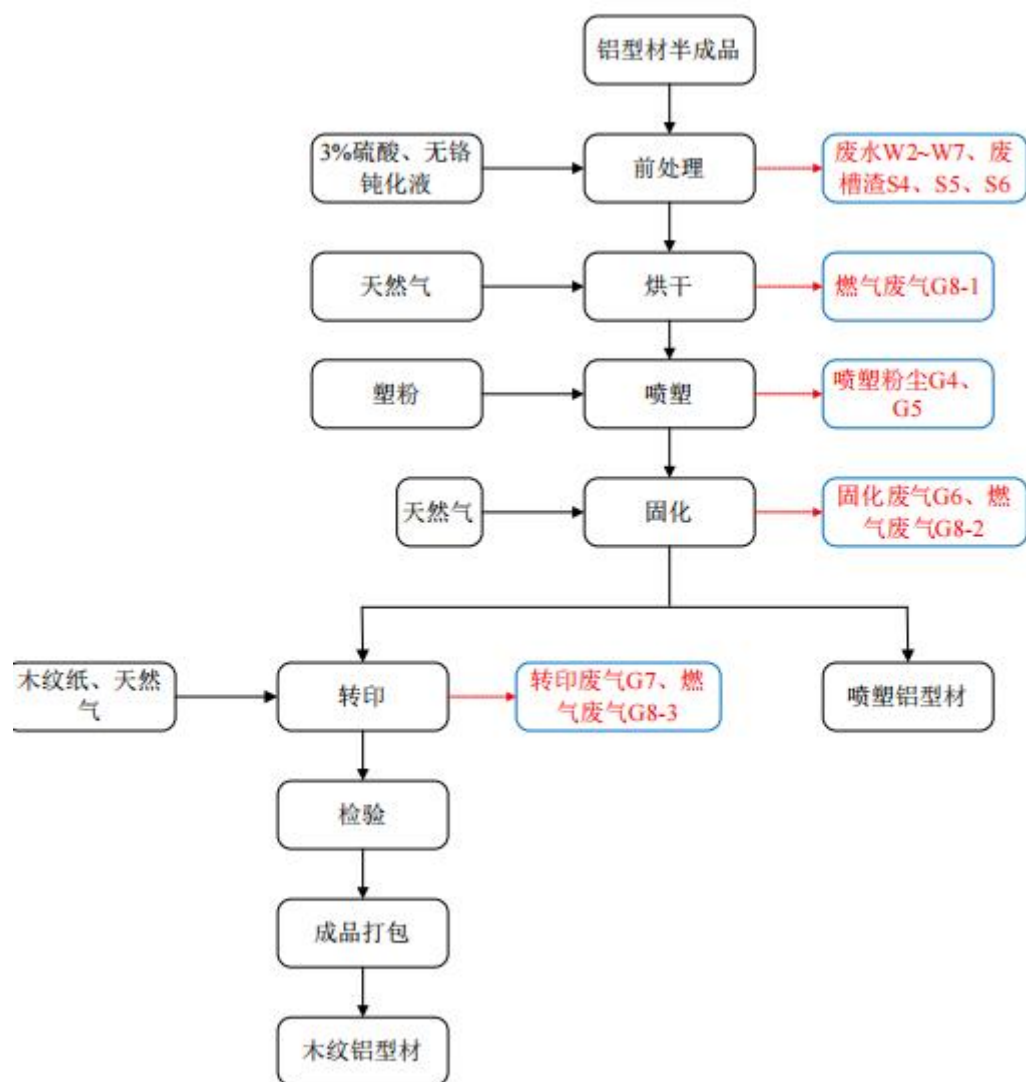 铝型材半成品
3%硫酸、无铬
钝化液
前处理
废水W2~W7、废
槽渣S4、S5、S6
天然气
烘干
燃气废气G8-1
塑粉
喷塑
喷塑粉尘G4、
G5
天然气
固化
固化废气G6、燃
气废气G8-2
木纹纸、天然
气
转印
转印废气G7、燃
气废气G8-3
喷塑铝型材
检验
成品打包
木纹铝型材